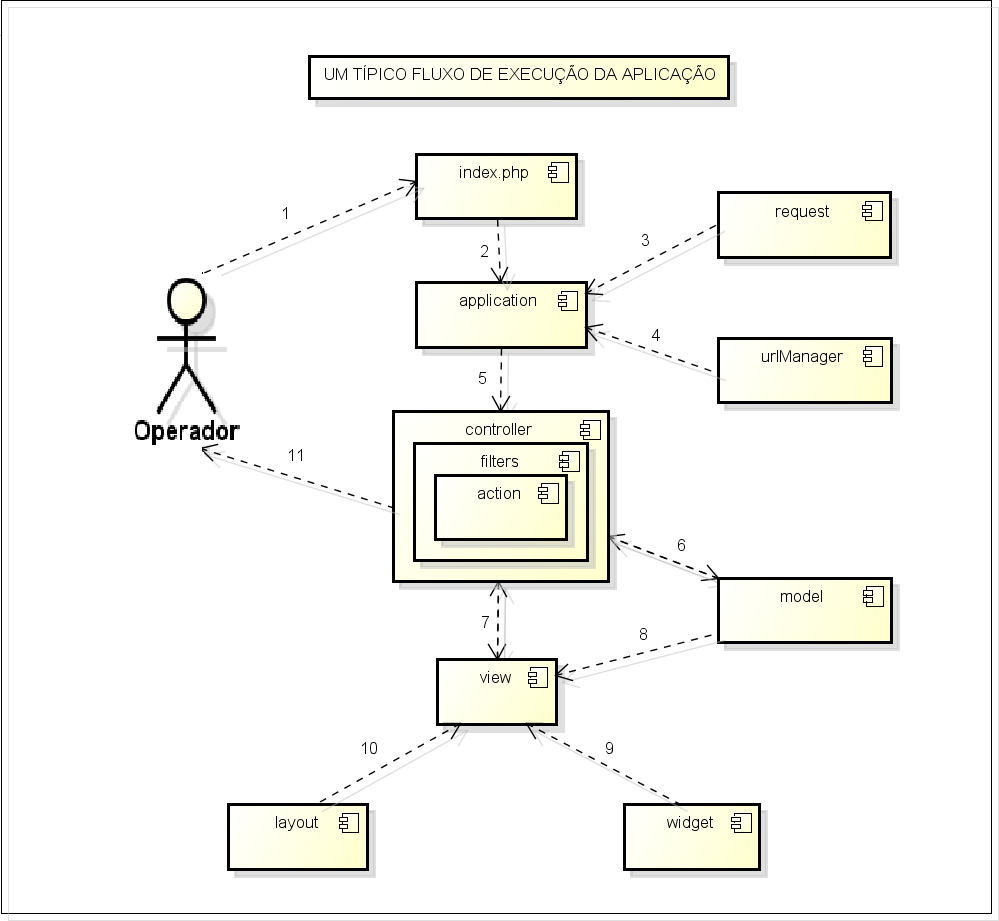 UM TÍPICO FLUXO DE EXECUÇÃO DA APLICAÇÃO
index.php
1
request
2
3
application
4
urlManager
5
Operador
controller
11
filters
action
6
model
7
8
view
10
9
layout
widget